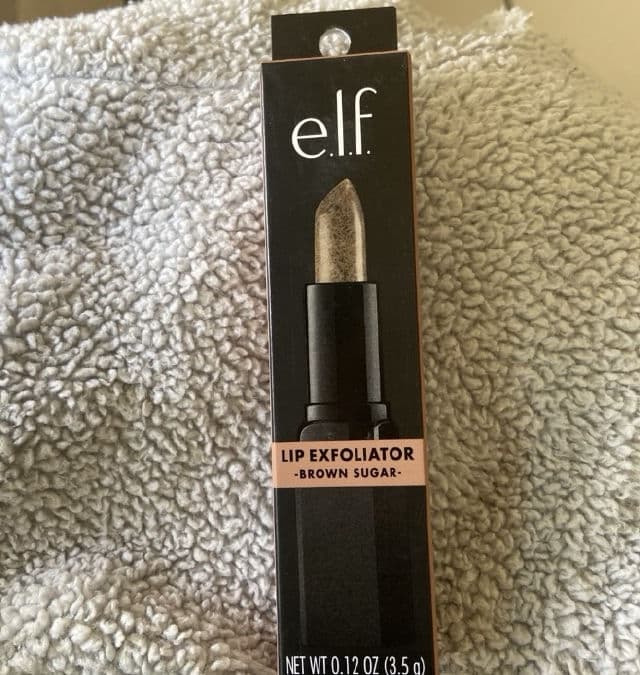 e.l.f.
LIP EXFOLIATOR
-BROWN SUGAR-
NET WT 0.12 OZ (3.5 g)